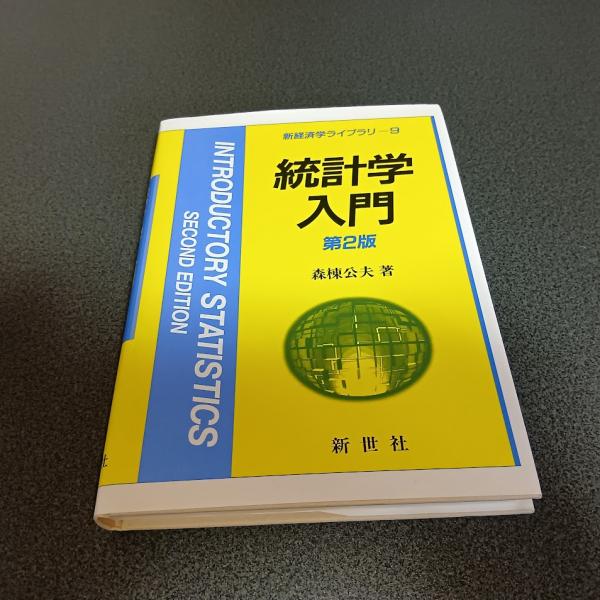 新経済学ライブラリ－9
統計学
入門
第2版
森棟公夫 著
新世社
INTRODUCTORY STATISTICS
SECOND EDITION
社